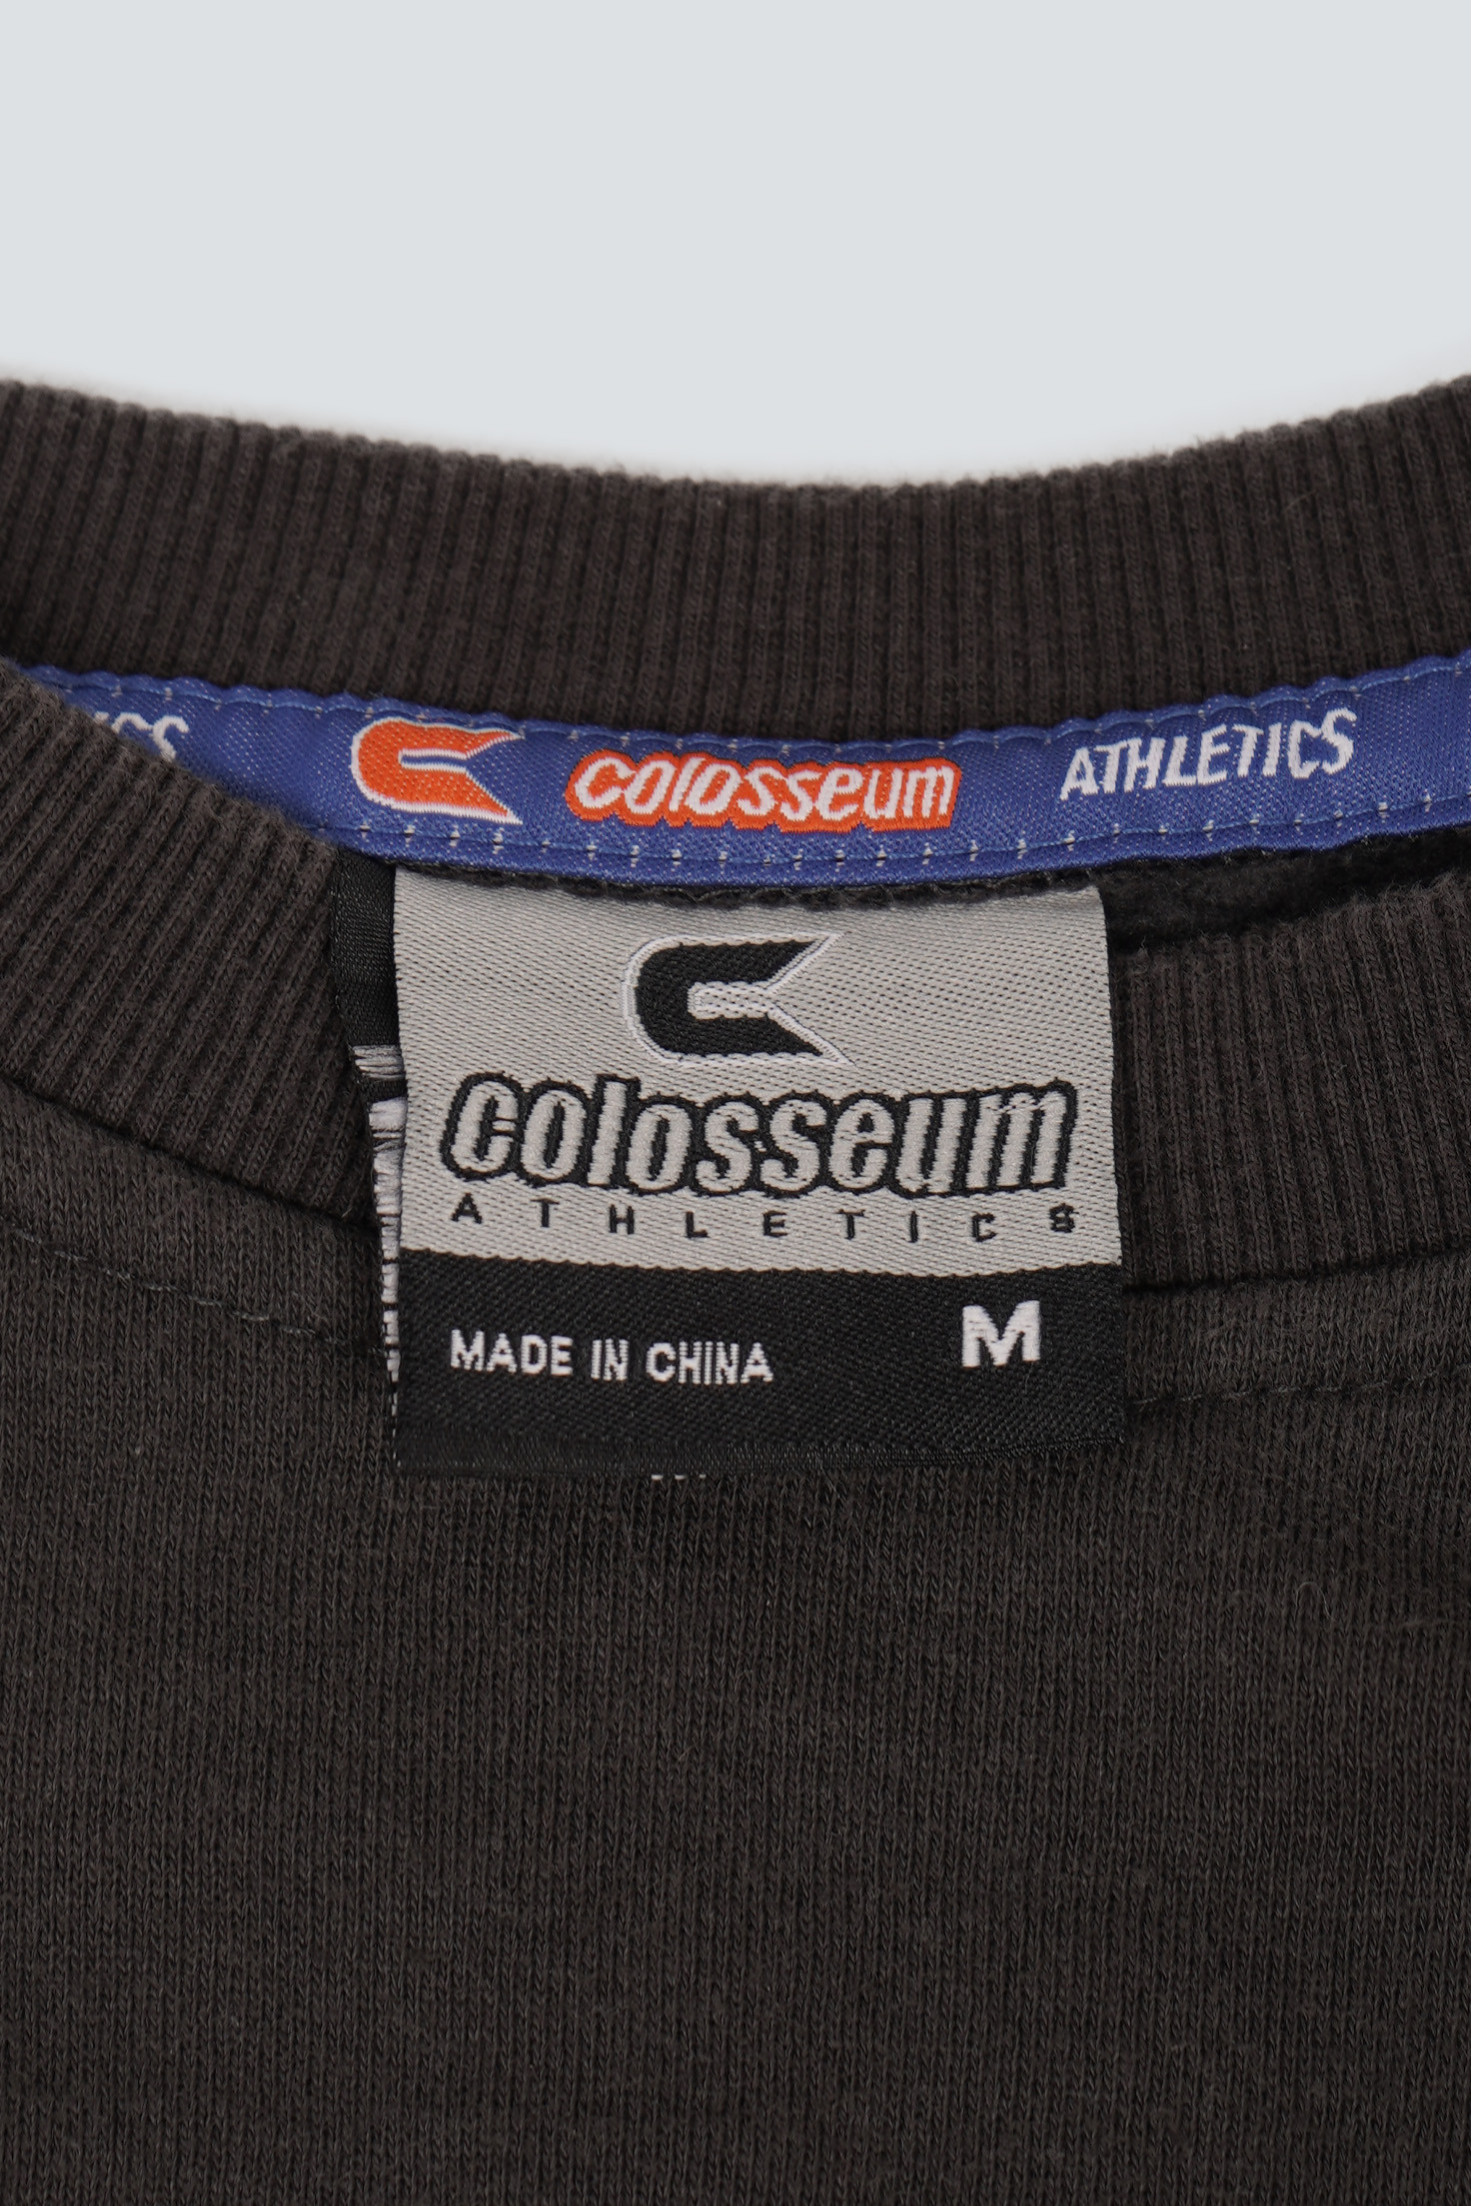 colosseum ATHLETICS
colosseum
ATHLETICS
MADE IN CHINA M